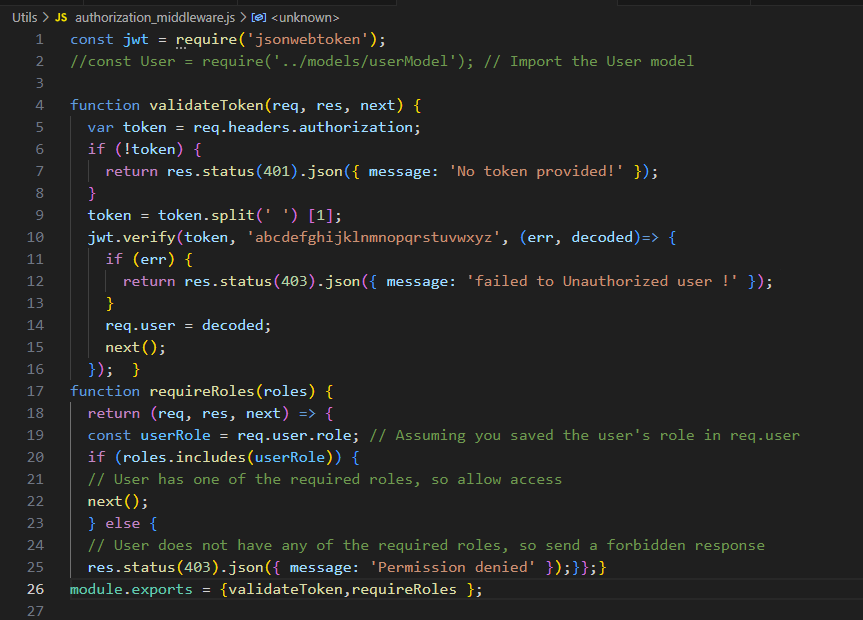 Utils > JS authorization_middleware.js > <unknown>
1 const jwt = require('jsonwebtoken');
2 //const User = require('../models/userModel'); // Import the User model
3
4 function validateToken(req, res, next) {
5 var token = req.headers.authorization;
6 if (!token) {
7 return res.status(401).json({ message: 'No token provided!' });
8 }
9 token = token.split(' ') [1];
10 jwt.verify(token, 'abcdefghijklnmnopqrstuvwxyz', (err, decoded)=> {
11 if (err) {
12 return res.status(403).json({ message: 'failed to Unauthorized user !' });
13 }
14 req.user = decoded;
15 next();
16 }); }
17 function requireRoles(roles) {
18 return (req, res, next) => {
19 const userRole = req.user.role; // Assuming you saved the user's role in req.user
20 if (roles.includes(userRole)) {
21 // User has one of the required roles, so allow access
22 next();
23 } else {
24 // User does not have any of the required roles, so send a forbidden response
25 res.status(403).json({ message: 'Permission denied' });}};}
26 module.exports = {validateToken,requireRoles };
27